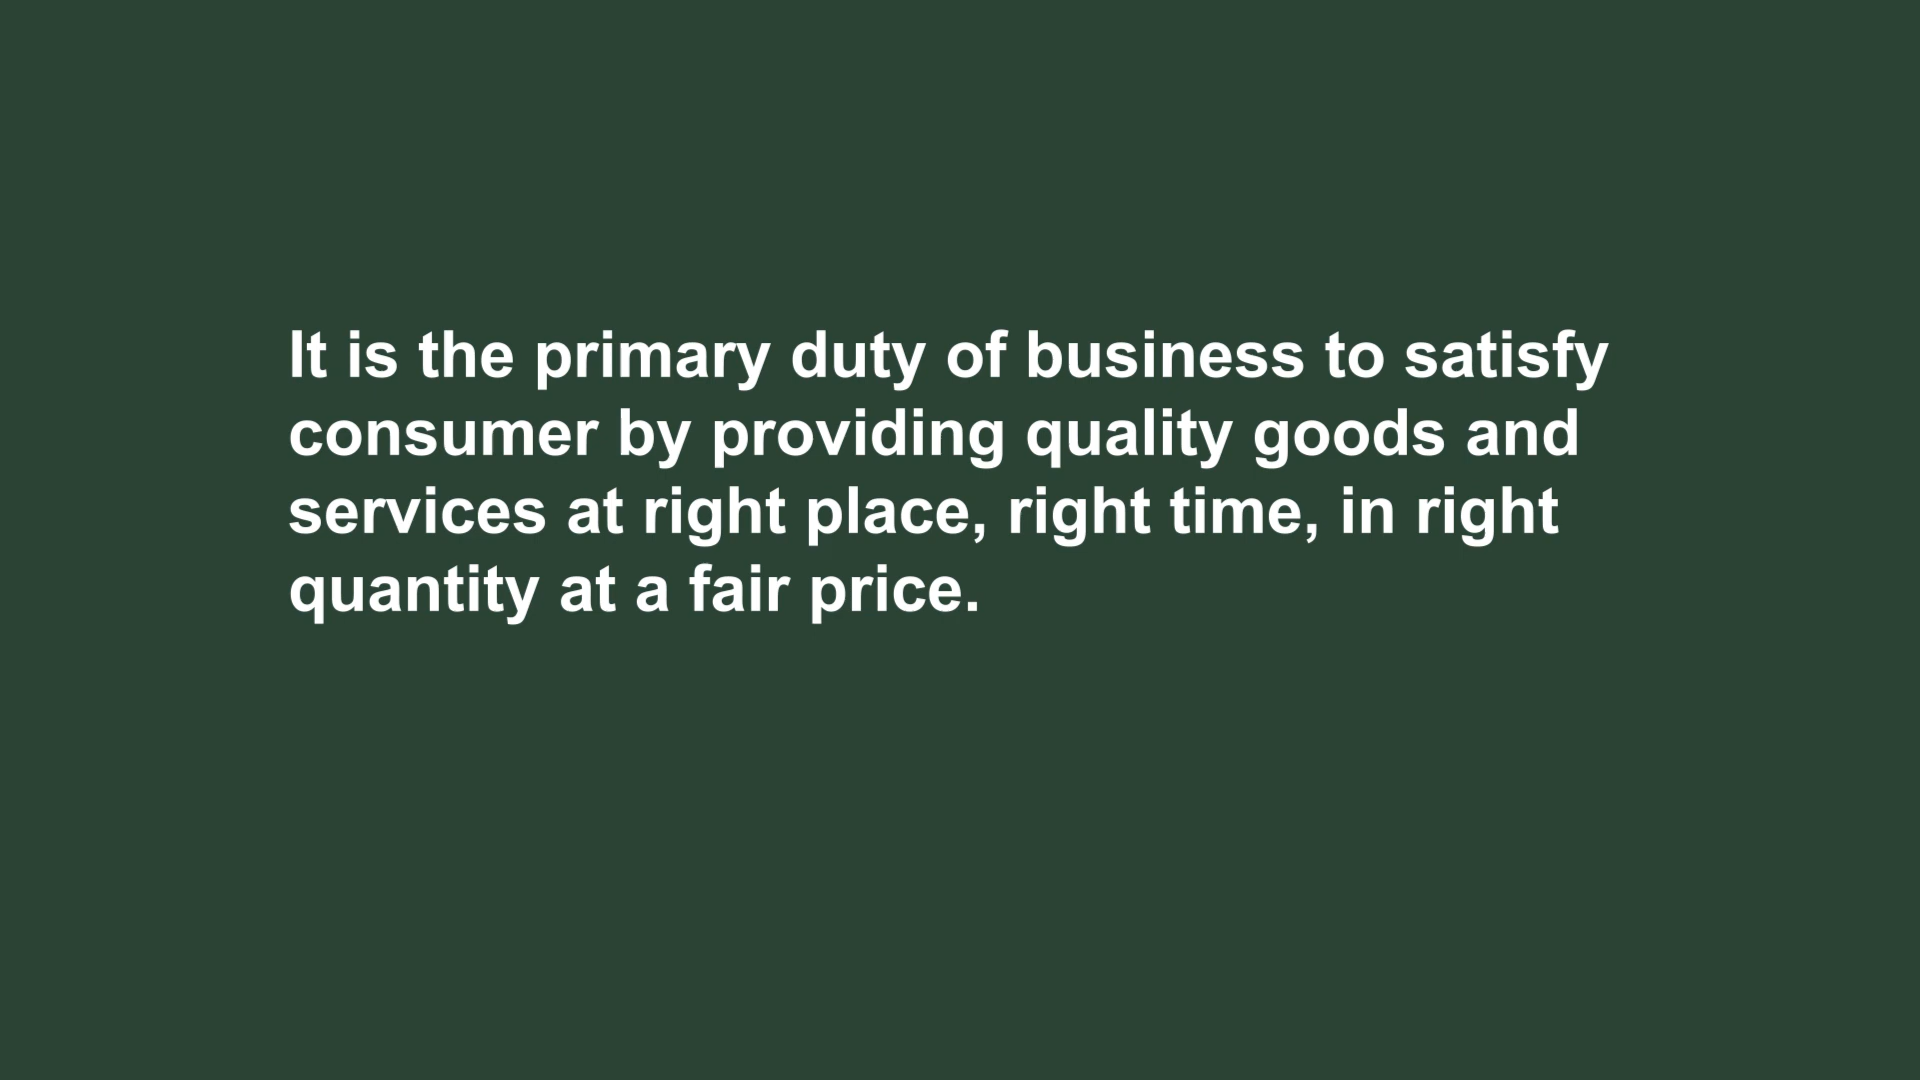 It is the primary duty of business to satisfy
consumer by providing quality goods and
services at right place, right time, in right
quantity at a fair price.